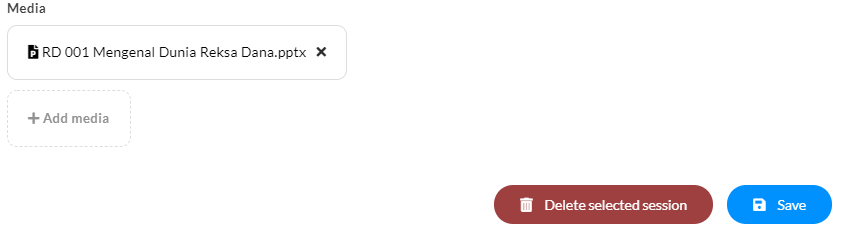 Media
RD 001 Mengenal Dunia Reksa Dana.pptx
Add media
Delete selected session
Save